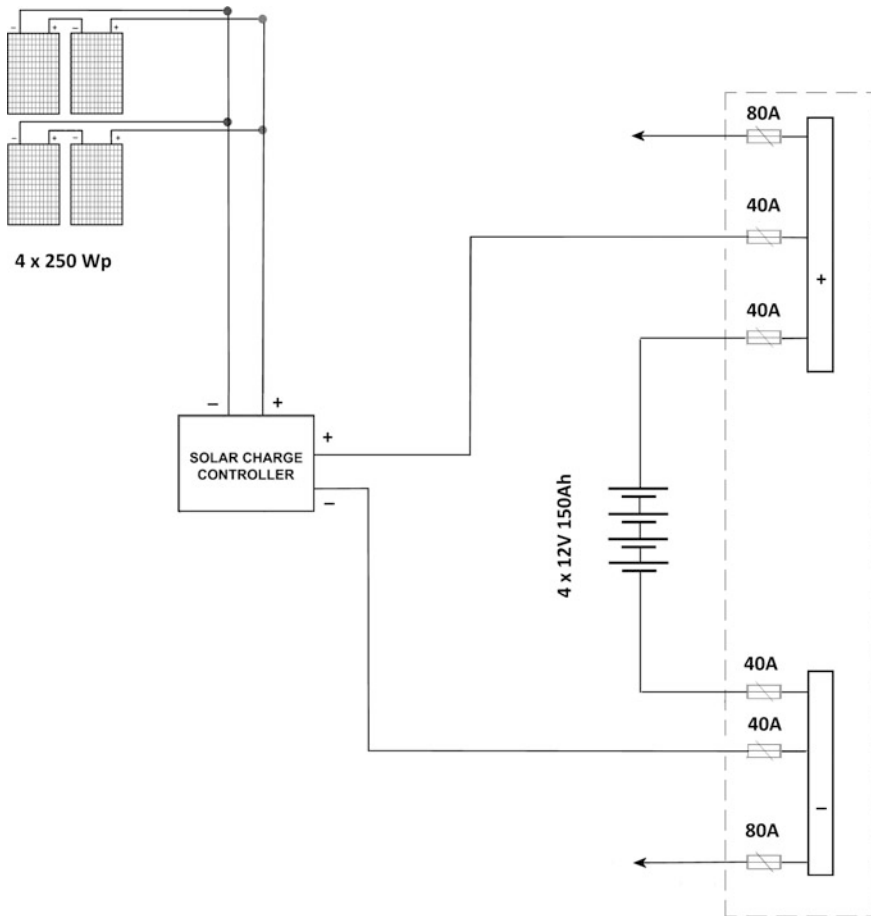 − + − +
− + − +
4 x 250 Wp
80A
40A
40A
+
− +
SOLAR CHARGE
CONTROLLER
+
−
4 x 12V 150Ah
40A
40A
80A
−